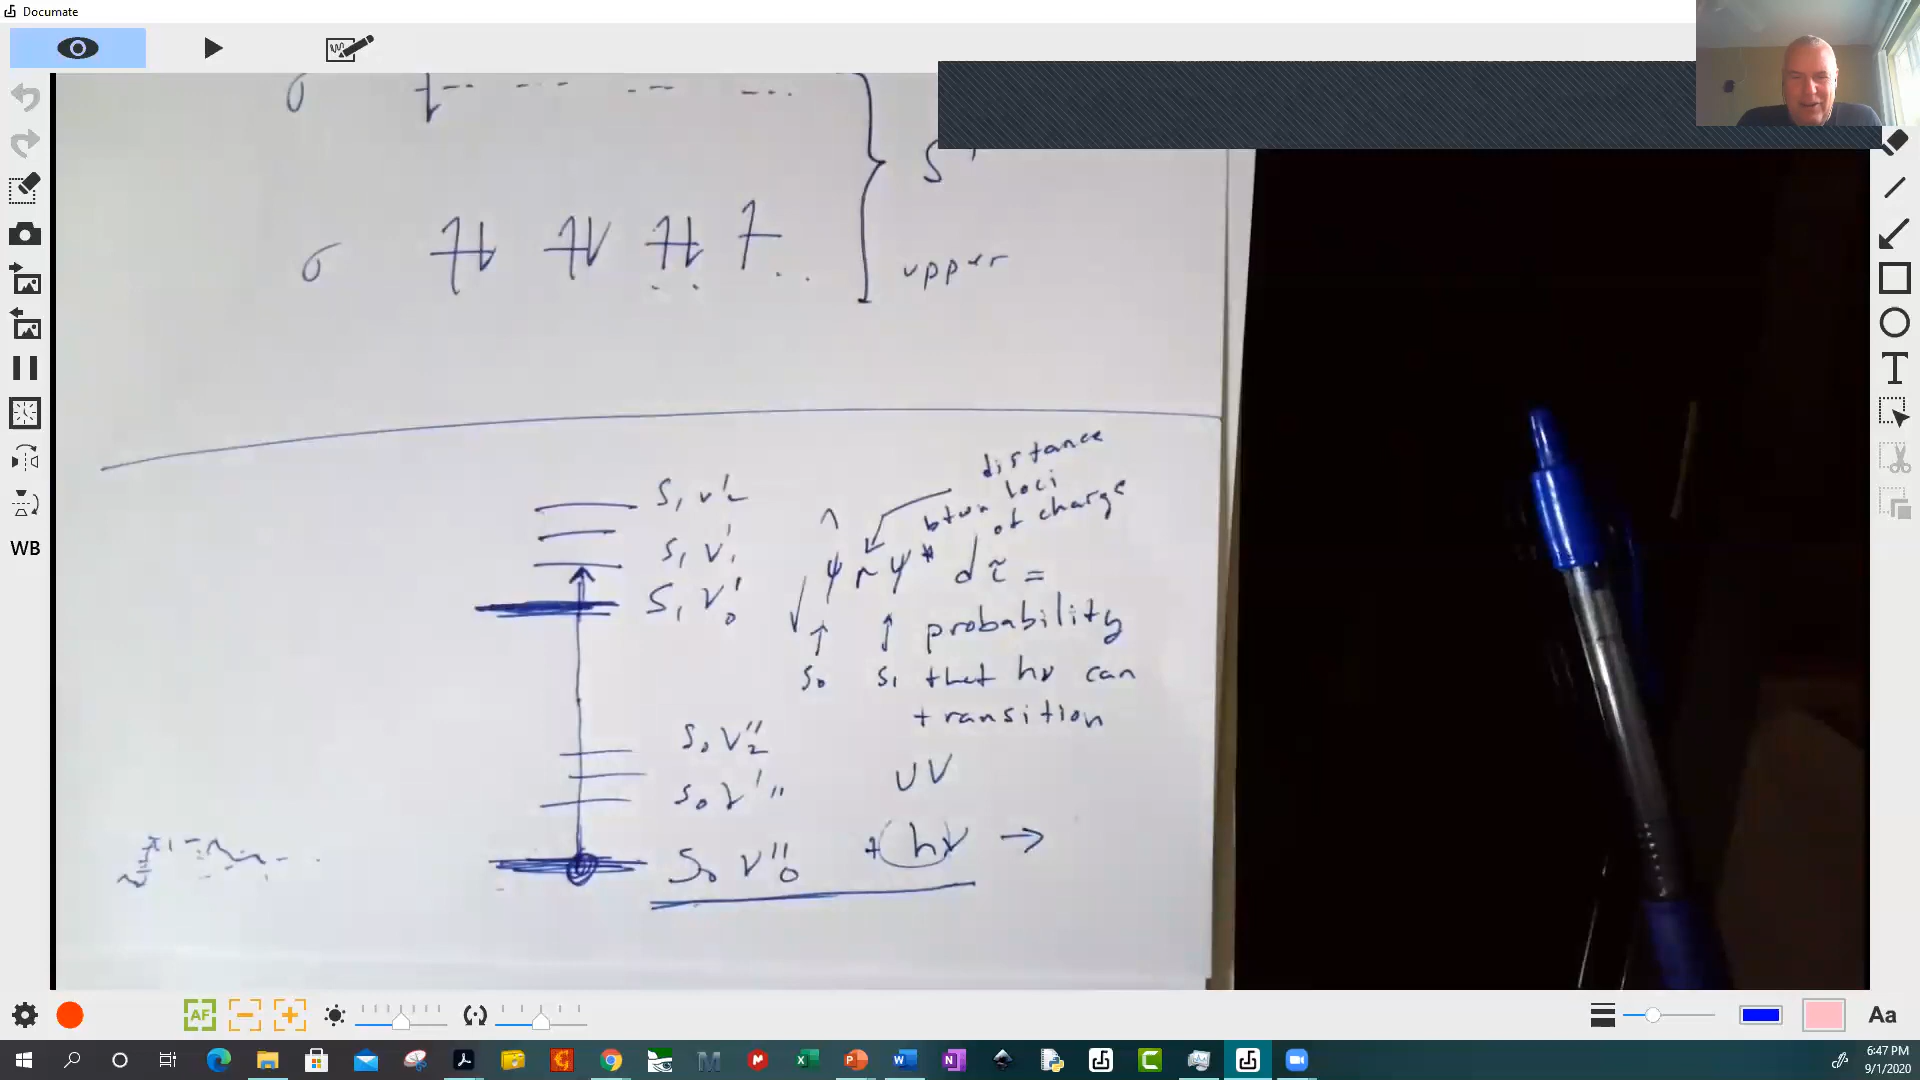 Documate
σ
S'
σ
upper
distance
btwn loci
of charge
S₁ v'₂
S₁ v'₁
∫ψ r ψ* dτ =
S₁ v'₀
probability
S₀ S₁ that hν can
transition
S₀ v''₂
S₀ v'''
UV
S₀ v''₀ + hν →
WB
T
AF
Aa
6:47 PM
9/1/2020